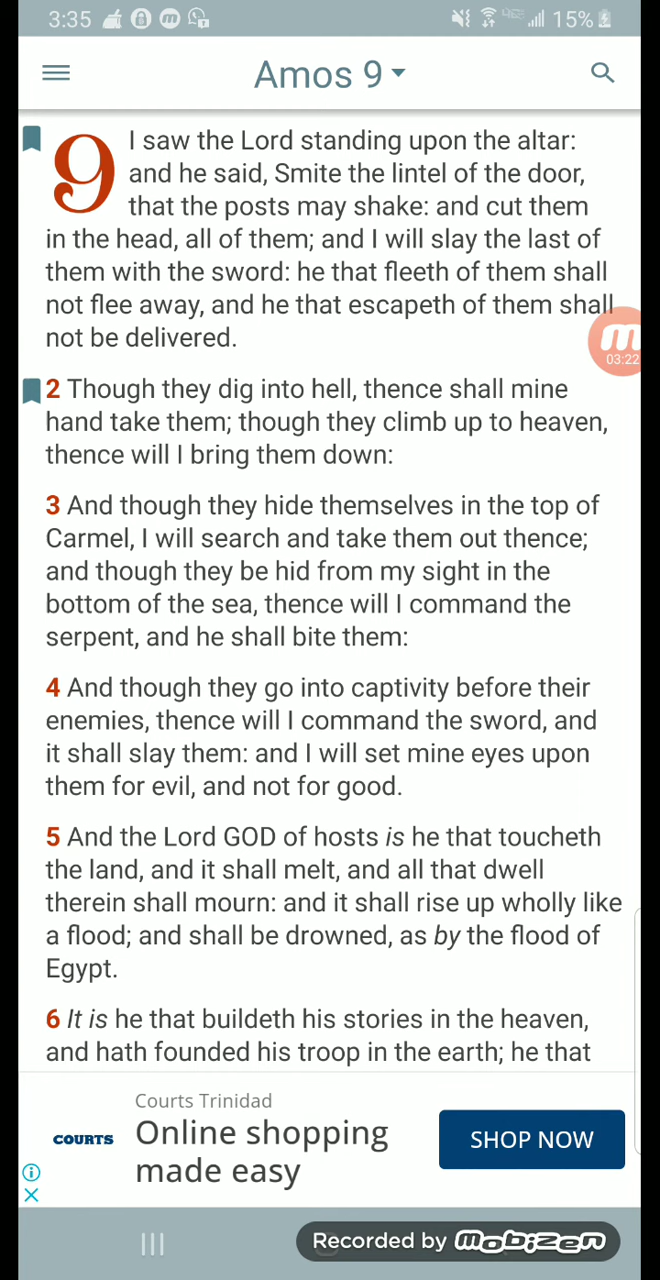 3:35
15%
Amos 9
9 I saw the Lord standing upon the altar:
and he said, Smite the lintel of the door,
that the posts may shake: and cut them
in the head, all of them; and I will slay the last of
them with the sword: he that fleeth of them shall
not flee away, and he that escapeth of them shall
not be delivered.
03:22
2 Though they dig into hell, thence shall mine
hand take them; though they climb up to heaven,
thence will I bring them down:
3 And though they hide themselves in the top of
Carmel, I will search and take them out thence;
and though they be hid from my sight in the
bottom of the sea, thence will I command the
serpent, and he shall bite them:
4 And though they go into captivity before their
enemies, thence will I command the sword, and
it shall slay them: and I will set mine eyes upon
them for evil, and not for good.
5 And the Lord GOD of hosts is he that toucheth
the land, and it shall melt, and all that dwell
therein shall mourn: and it shall rise up wholly like
a flood; and shall be drowned, as by the flood of
Egypt.
6 It is he that buildeth his stories in the heaven,
and hath founded his troop in the earth; he that
Courts Trinidad
COURTS
Online shopping
made easy
SHOP NOW
Recorded by mobizen